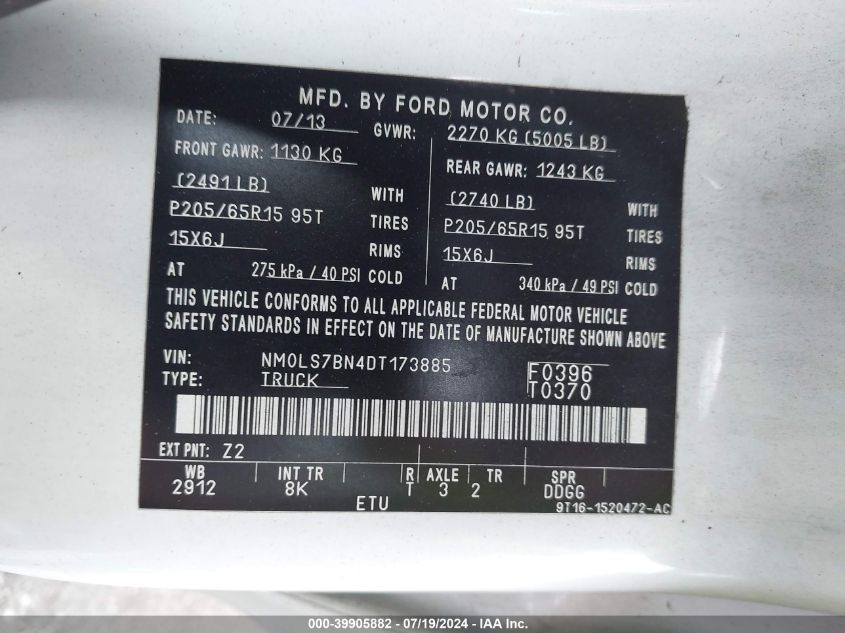 MFD. BY FORD MOTOR CO.
DATE: 07/13 GVWR: 2270 KG (5005 LB)
FRONT GAWR: 1130 KG REAR GAWR: 1243 KG
(2491 LB) WITH (2740 LB) WITH
P205/65R15 95T TIRES P205/65R15 95T TIRES
15X6J RIMS 15X6J RIMS
AT 275 kPa / 40 PSI COLD AT 340 kPa / 49 PSI COLD
THIS VEHICLE CONFORMS TO ALL APPLICABLE FEDERAL MOTOR VEHICLE
SAFETY STANDARDS IN EFFECT ON THE DATE OF MANUFACTURE SHOWN ABOVE
VIN: NM0LS7BN4DT173885 F0396
TYPE: TRUCK T0370
EXT PNT: Z2
WB INT TR R AXLE TR SPR
2912 8K T 3 2 DDGG
ETU 9T16-1520472-AC
000-39905882 - 07/19/2024 - IAA Inc.